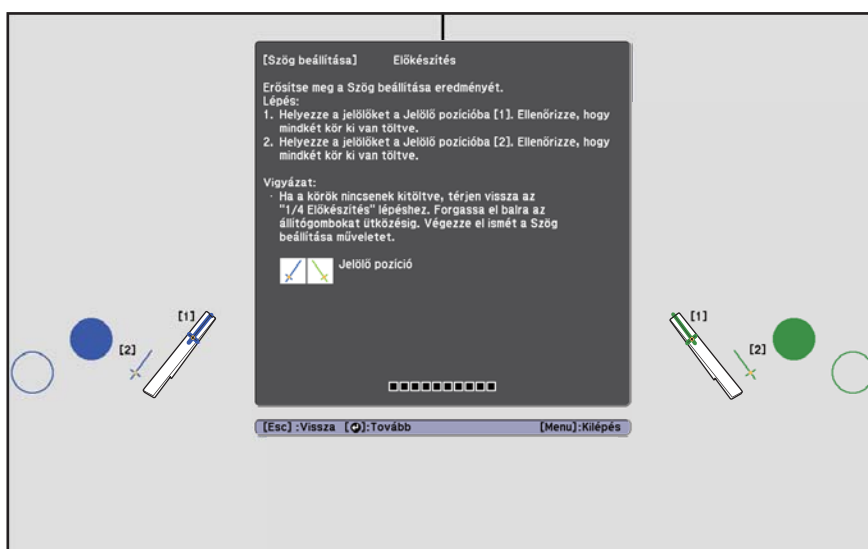 [Szög beállítása] Előkészítés
Erősitse meg a Szög beállítása eredményét.
Lépés:
1. Helyezze a jelölőket a Jelölő pozícióba [1]. Ellenőrizze, hogy
mindkét kör ki van töltve.
2. Helyezze a jelölőket a Jelölő pozícióba [2]. Ellenőrizze, hogy
mindkét kör ki van töltve.
Vigyázat:
· Ha a körök nincsenek kitöltve, térjen vissza az
"1/4 Előkészítés" lépéshez. Forgassa el balra az
állítógombokat ütközésig. Végezze el ismét a Szög
beállítása műveletet.
Jelölő pozíció
[1]
[2]
[1]
[2]
[Esc] :Vissza [⏎]:Tovább [Menu]:Kilépés